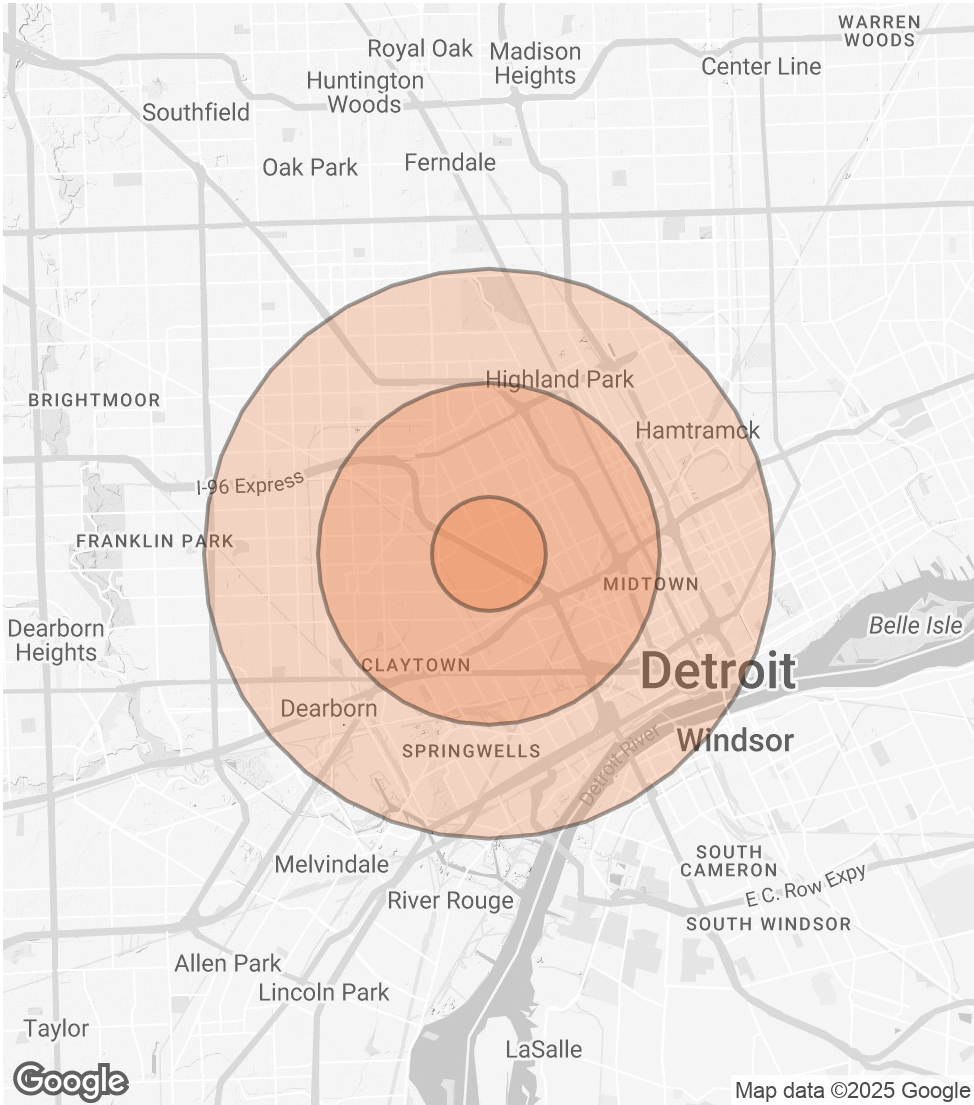 WARREN
WOODS
Royal Oak
Madison
Heights
Center Line
Huntington
Woods
Southfield
Oak Park
Ferndale
Highland Park
BRIGHTMOOR
Hamtramck
I-96 Express
FRANKLIN PARK
MIDTOWN
Belle Isle
Dearborn
Heights
CLAYTOWN
Detroit
Dearborn
SPRINGWELLS
Windsor
Detroit River
Melvindale
SOUTH
CAMERON
E C. Row Expy
River Rouge
SOUTH WINDSOR
Allen Park
Lincoln Park
Taylor
LaSalle
Google
Map data ©2025 Google